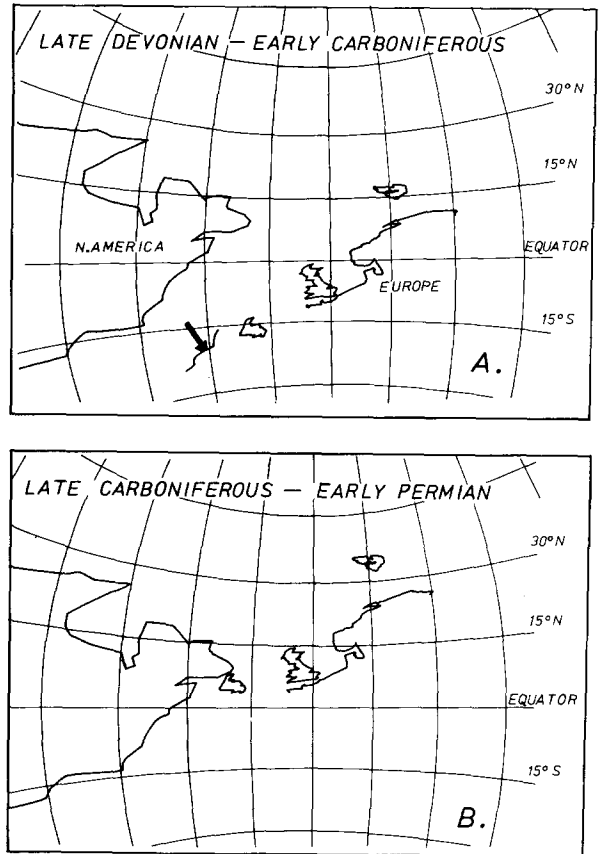 LATE DEVONIAN — EARLY CARBONIFEROUS
30°N
15°N
N.AMERICA
EQUATOR
EUROPE
15°S
A.
LATE CARBONIFEROUS — EARLY PERMIAN
30°N
15°N
EQUATOR
15°S
B.